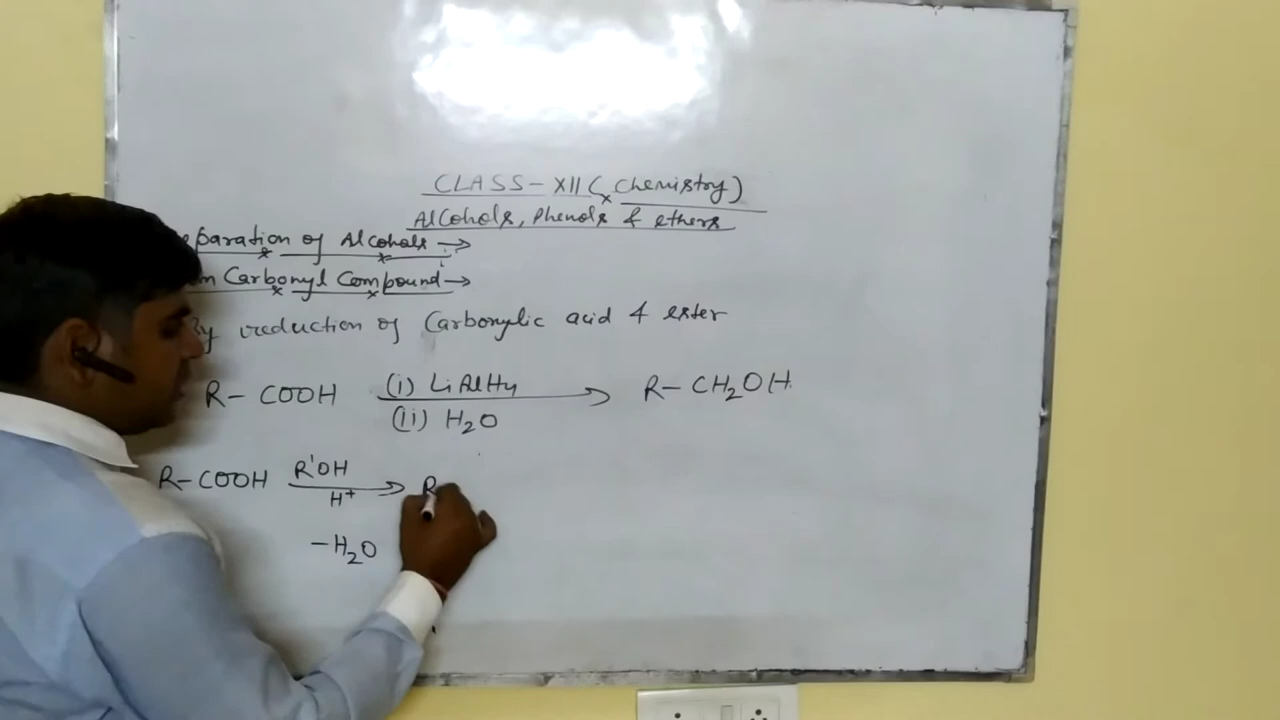 CLASS-XII (Chemistry)
Alcohols, Phenols & ethers
paration of Alcohols →
m Carbonyl Compound →
By reduction of Carboxylic acid & ester
R-COOH (i) LiAlH4 (ii) H2O → R-CH2OH
R-COOH R'OH H+ → R
-H2O